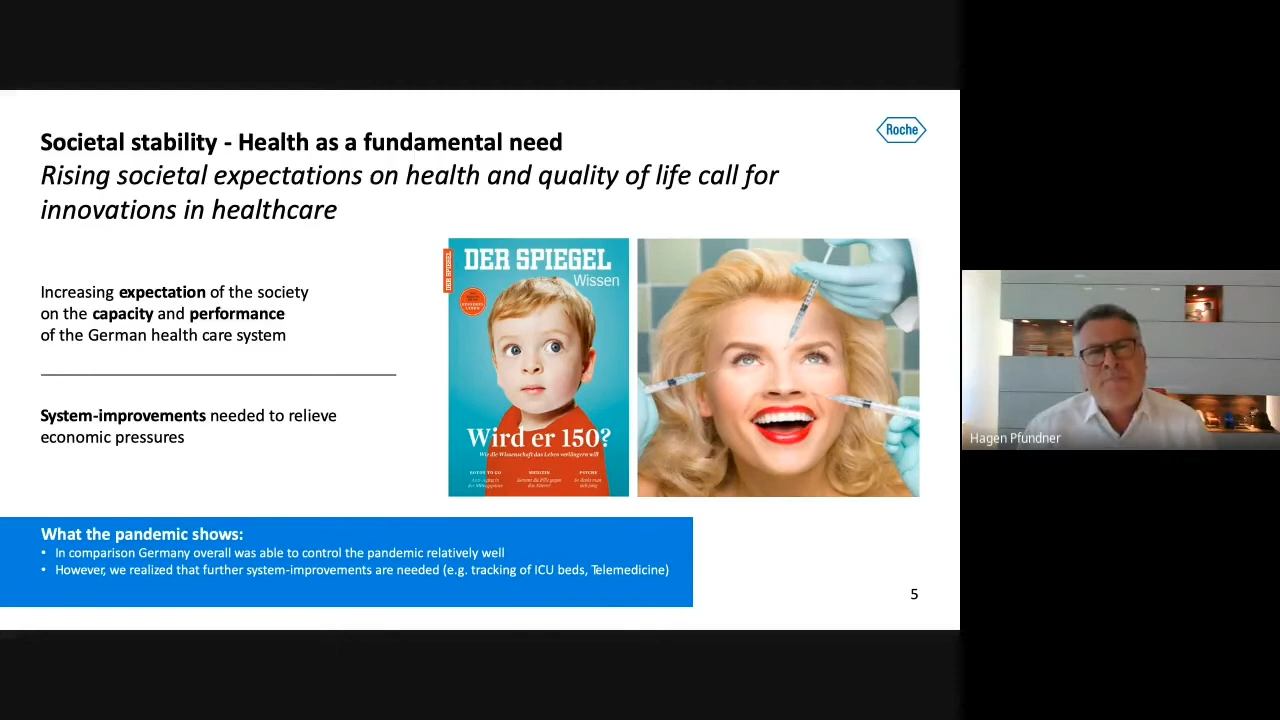 Societal stability - Health as a fundamental need
Roche
Rising societal expectations on health and quality of life call for
innovations in healthcare
Increasing expectation of the society
on the capacity and performance
of the German health care system
System-improvements needed to relieve
economic pressures
DER SPIEGEL
DER SPIEGEL
Wissen
Wird er 150?
Wie die Wissenschaft das Leben verlängern will
MEDIZIN
PSYCHE
What the pandemic shows:
• In comparison Germany overall was able to control the pandemic relatively well
• However, we realized that further system-improvements are needed (e.g. tracking of ICU beds, Telemedicine)
5
Hagen Pfundner